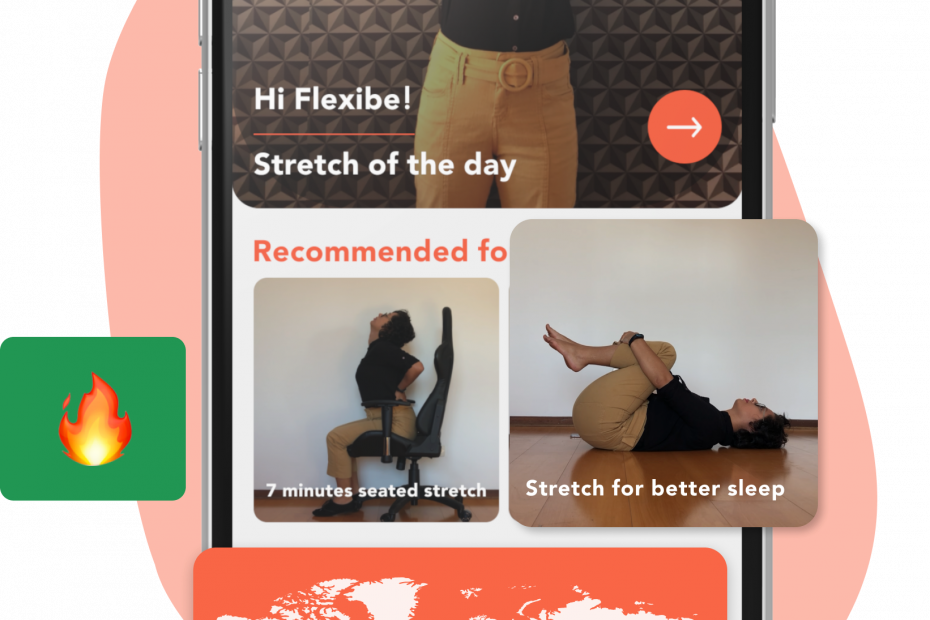 Hi Flexibe!
Stretch of the day
Recommended fo
7 minutes seated stretch
Stretch for better sleep